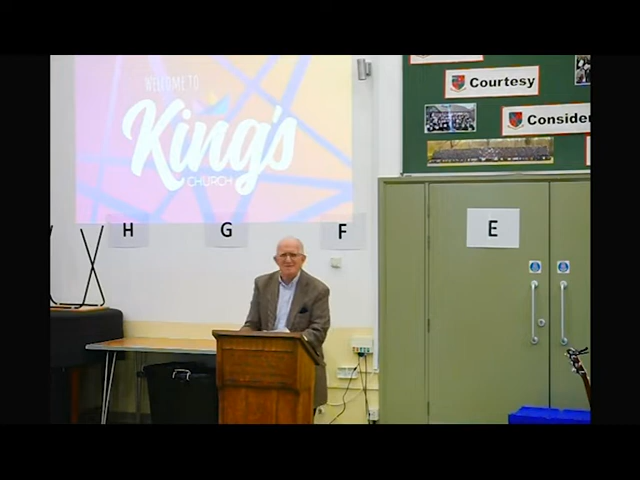 WELCOME TO
King's
CHURCH
Courtesy
Consider
H
G
F
E